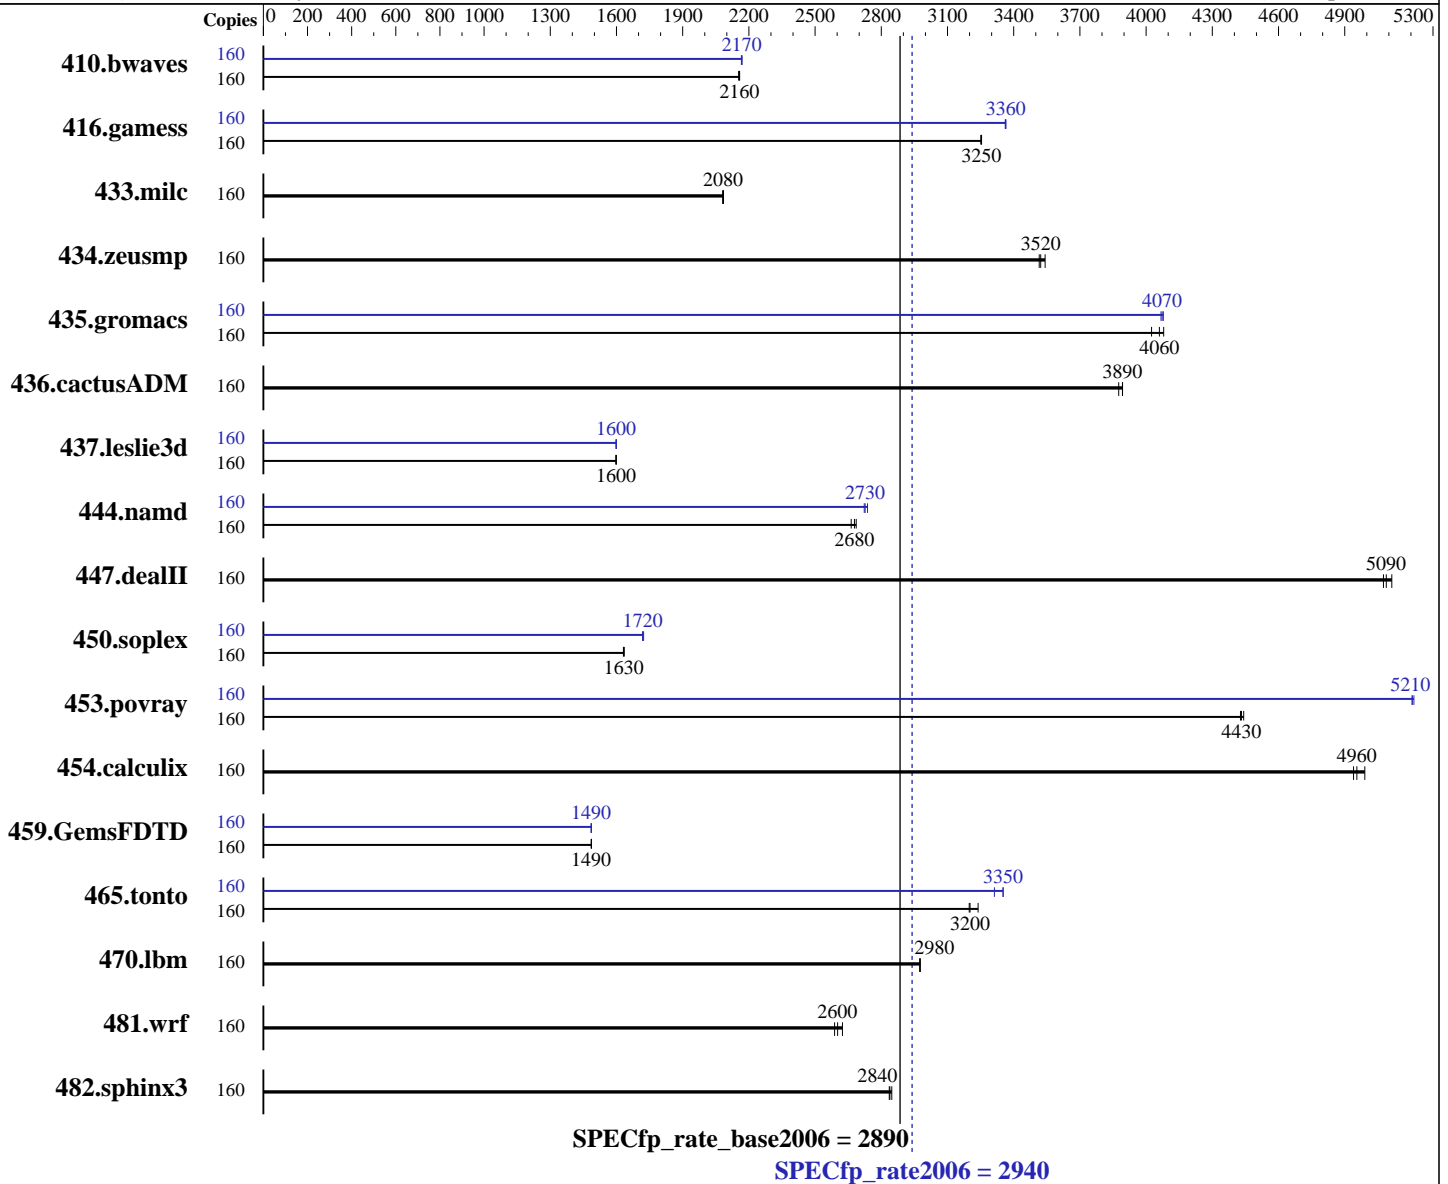 Copies 0 200 400 600 800 1000 1300 1600 1900 2200 2500 2800 3100 3400 3700 4000 4300 4600 4900 5300
410.bwaves 160 2170
160 2160
416.gamess 160 3360
160 3250
433.milc 160 2080
434.zeusmp 160 3520
435.gromacs 160 4070
160 4060
436.cactusADM 160 3890
437.leslie3d 160 1600
160 1600
444.namd 160 2730
160 2680
447.dealII 160 5090
450.soplex 160 1720
160 1630
453.povray 160 5210
160 4430
454.calculix 160 4960
459.GemsFDTD 160 1490
160 1490
465.tonto 160 3350
160 3200
470.lbm 160 2980
481.wrf 160 2600
482.sphinx3 160 2840
SPECfp_rate_base2006 = 2890
SPECfp_rate2006 = 2940